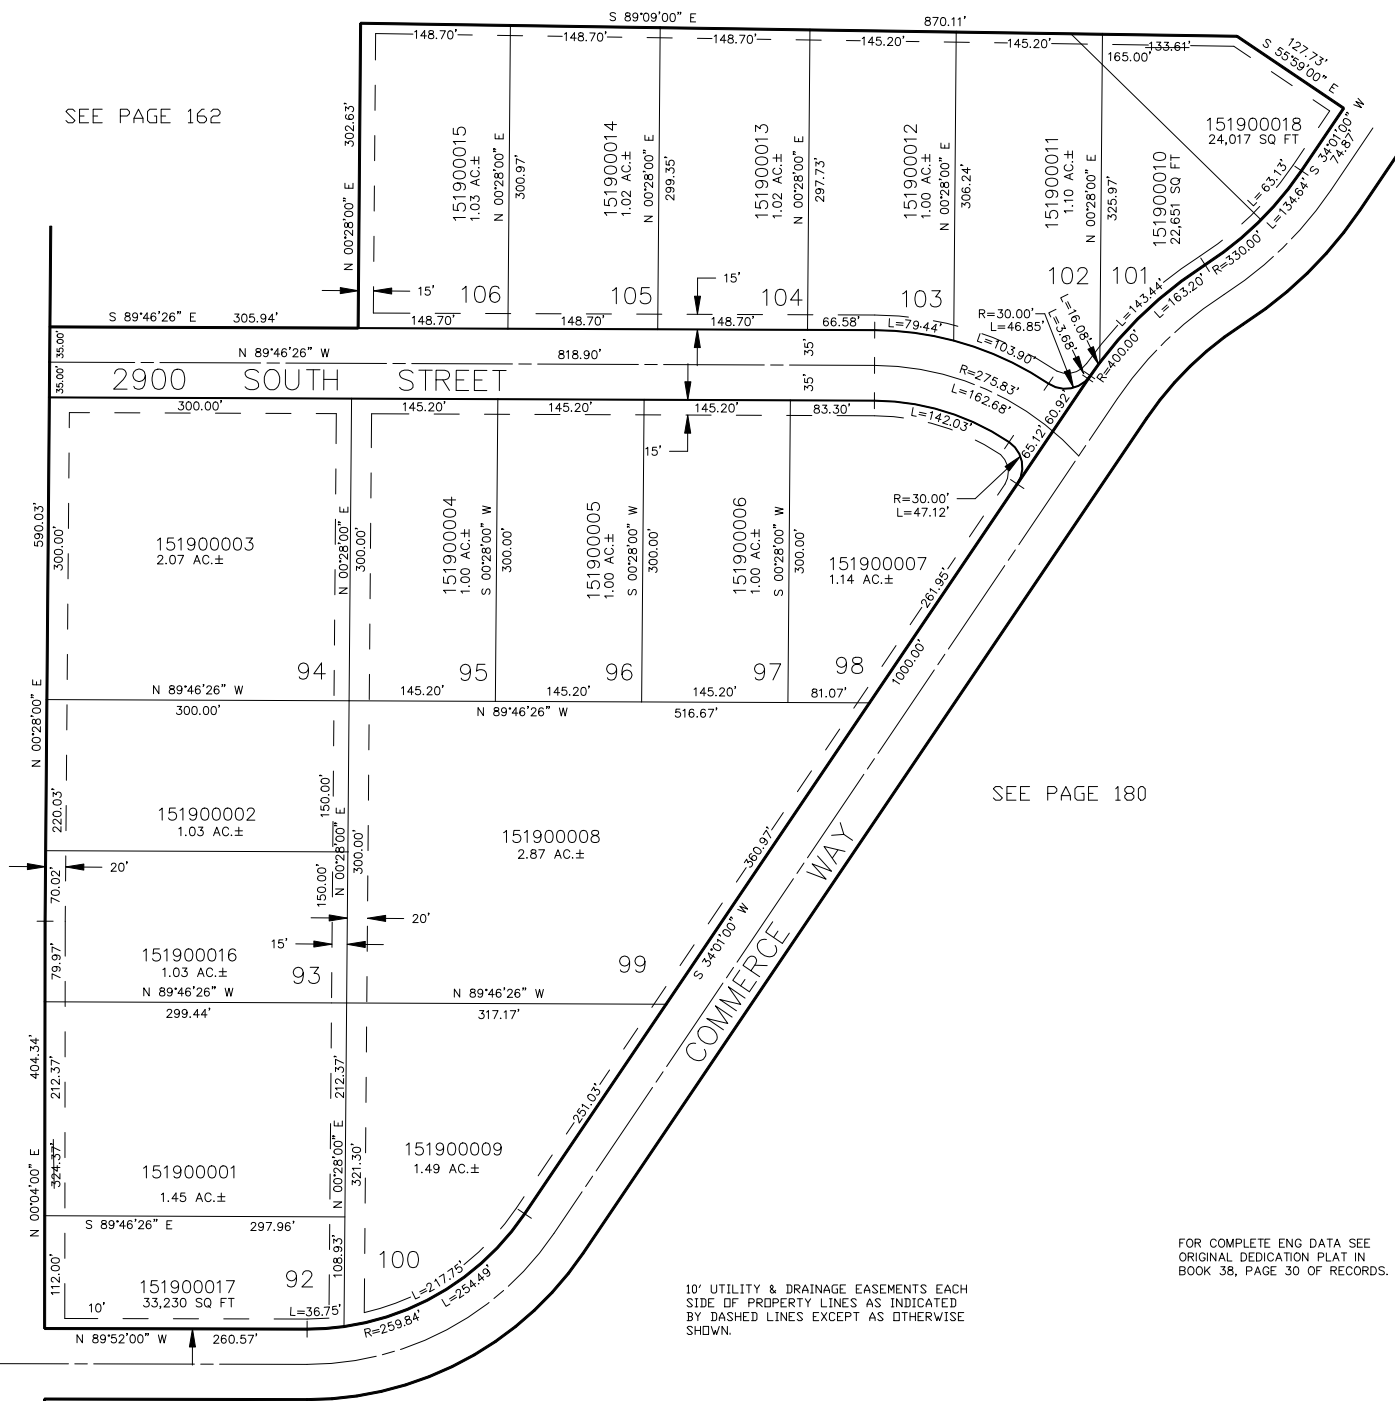 S 89°09'00" E
870.11'
148.70'
148.70'
148.70'
145.20'
145.20'
133.61'
165.00'
127.73'
S 55°59'00" E
SEE PAGE 162
302.63'
N 00°28'00" E
151900015
1.03 AC.±
N 00°28'00" E
300.97'
151900014
1.02 AC.±
N 00°28'00" E
299.35'
151900013
1.02 AC.±
N 00°28'00" E
297.73'
151900012
1.00 AC.±
N 00°28'00" E
306.24'
151900011
1.10 AC.±
N 00°28'00" E
325.97'
151900010
22,651 SQ FT
151900018
24,017 SQ FT
S 34°01'00" W
74.87'
L=63.13'
L=134.64'
R=330.00'
15'
15'
106
105
104
103
102
101
L=143.44'
L=163.20'
R=400.00'
R=30.00'
L=46.85'
L=16.08'
L=3.68'
S 89°46'26" E
305.94'
148.70'
148.70'
148.70'
66.58'
L=79.44'
L=103.90'
35.00'
35.00'
N 89°46'26" W
818.90'
35'
35'
2900 SOUTH STREET
R=275.83'
L=162.68'
60.92'
65.12'
300.00'
145.20'
145.20'
145.20'
83.30'
L=142.03'
15'
R=30.00'
L=47.12'
590.03'
300.00'
151900003
2.07 AC.±
N 00°28'00" E
300.00'
151900004
1.00 AC.±
S 00°28'00" W
300.00'
151900005
1.00 AC.±
S 00°28'00" W
300.00'
151900006
1.00 AC.±
S 00°28'00" W
300.00'
151900007
1.14 AC.±
261.95'
1000.00'
94
95
96
97
98
N 89°46'26" W
300.00'
145.20'
145.20'
145.20'
81.07'
N 89°46'26" W
516.67'
N 00°28'00" E
220.03'
151900002
1.03 AC.±
150.00'
N 00°28'00" E
300.00'
151900008
2.87 AC.±
360.97'
SEE PAGE 180
20'
70.02'
150.00'
20'
15'
79.97'
151900016
1.03 AC.±
93
99
S 34°01'00" W
COMMERCE WAY
N 89°46'26" W
299.44'
N 89°46'26" W
317.17'
404.34'
212.37'
212.37'
251.03'
N 00°04'00" E
324.37'
151900001
1.45 AC.±
N 00°28'00" E
321.30'
151900009
1.49 AC.±
S 89°46'26" E
297.96'
112.00'
151900017
33,230 SQ FT
92
108.93'
100
10'
L=36.75'
L=217.75'
L=254.49'
R=259.84'
N 89°52'00" W
260.57'
10' UTILITY & DRAINAGE EASEMENTS EACH
SIDE OF PROPERTY LINES AS INDICATED
BY DASHED LINES EXCEPT AS OTHERWISE
SHOWN.
FOR COMPLETE ENG DATA SEE
ORIGINAL DEDICATION PLAT IN
BOOK 38, PAGE 30 OF RECORDS.